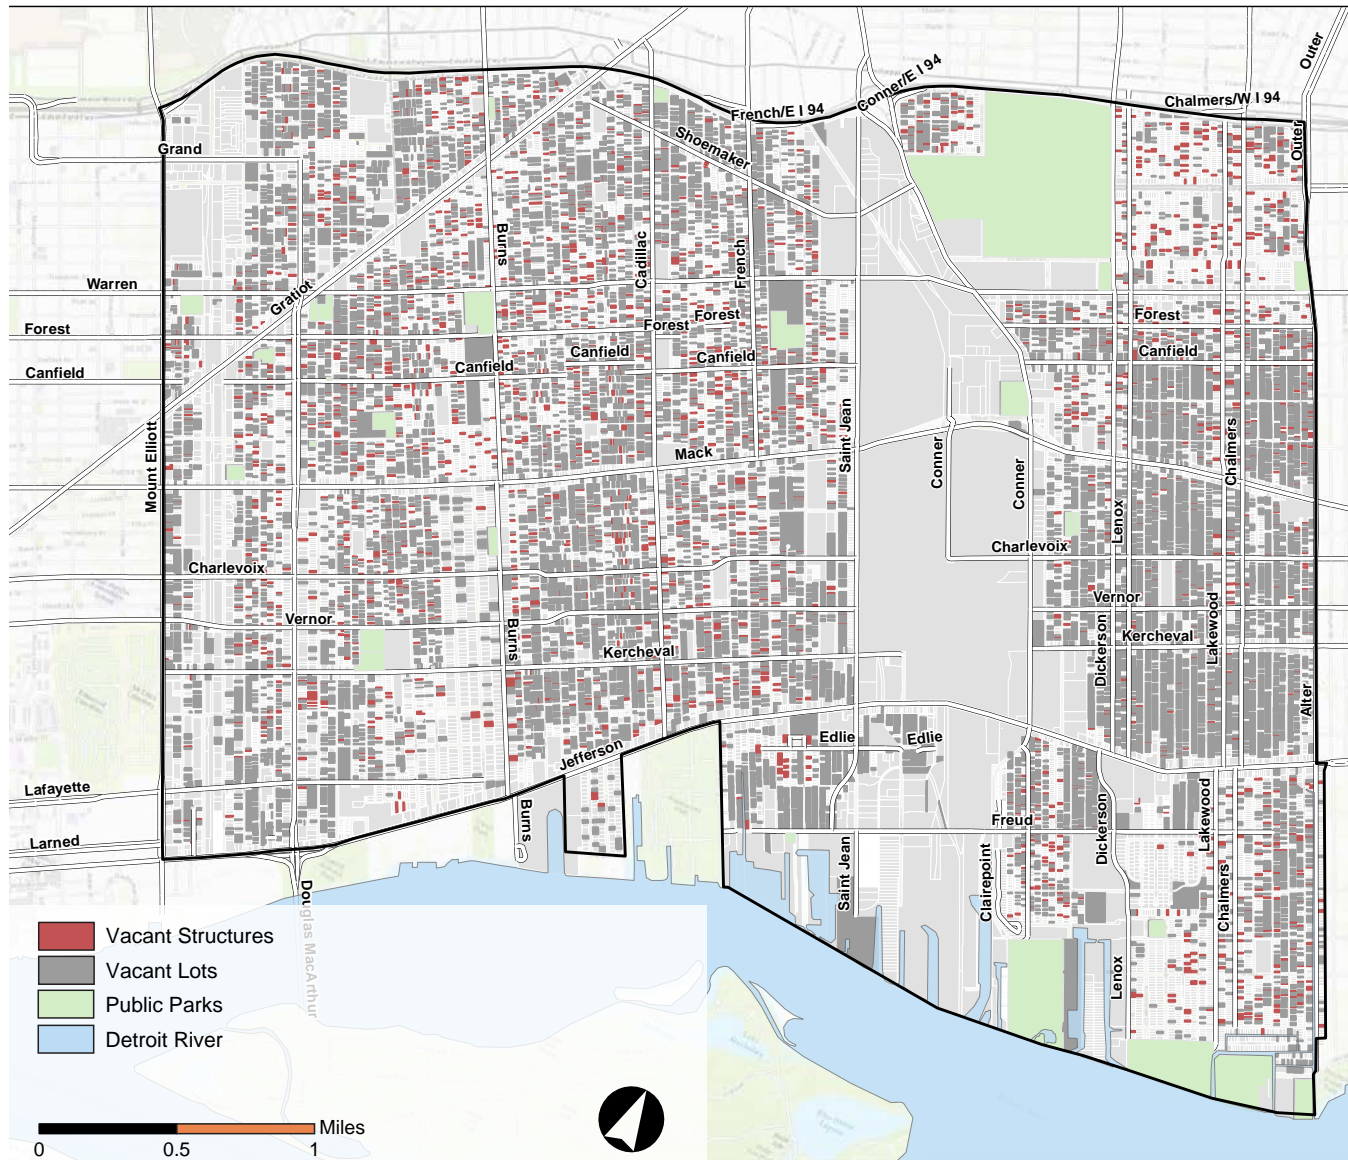 Outer
Conner/E I 94
Chalmers/W I 94
French/E I 94
Outer
Shoemaker
Grand
Burns
Cadillac
French
Warren
Gratiot
Forest
Forest
Forest
Forest
Canfield
Canfield
Canfield
Canfield
Canfield
Mount Elliott
Mack
Saint Jean
Conner
Conner
Lenox
Chalmers
Charlevoix
Charlevoix
Vernor
Vernor
Burns
Kercheval
Kercheval
Dickerson
Lakewood
Alter
Jefferson
Edlie
Edlie
Lafayette
Larned
Burns
Freud
Dickerson
Lakewood
Saint Jean
Clairepoint
Chalmers
Lenox
Douglas MacArthur
Vacant Structures
Vacant Lots
Public Parks
Detroit River
Miles
0
0.5
1